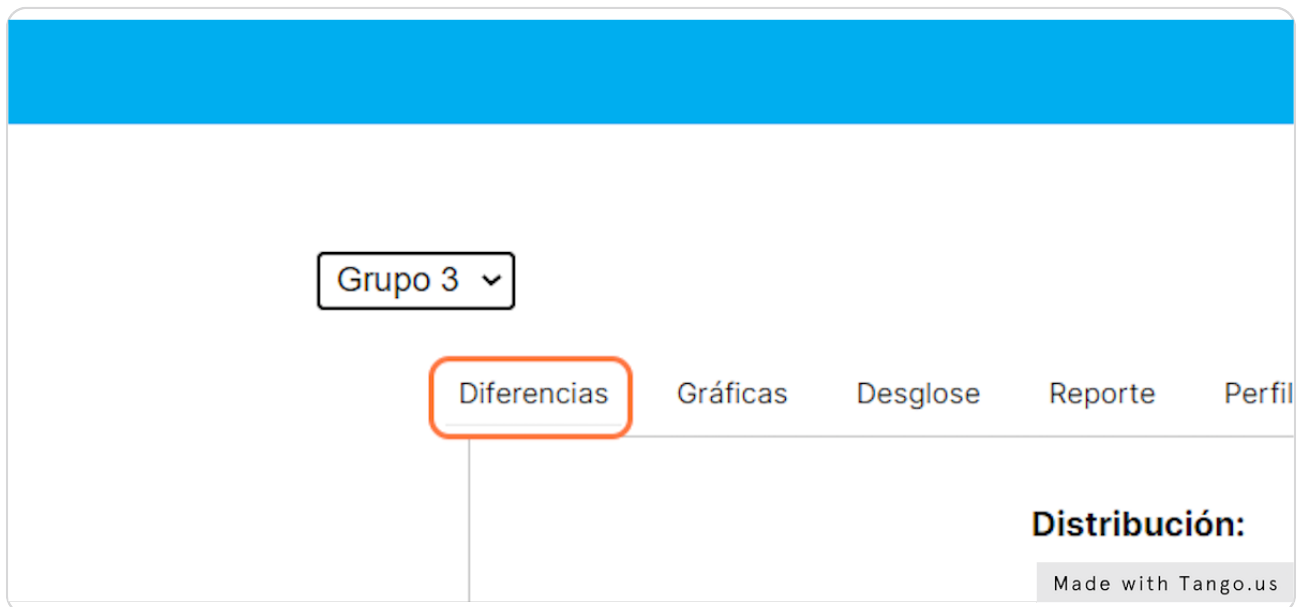 Grupo 3
Diferencias Gráficas Desglose Reporte Perfil
Distribución:
Made with Tango.us